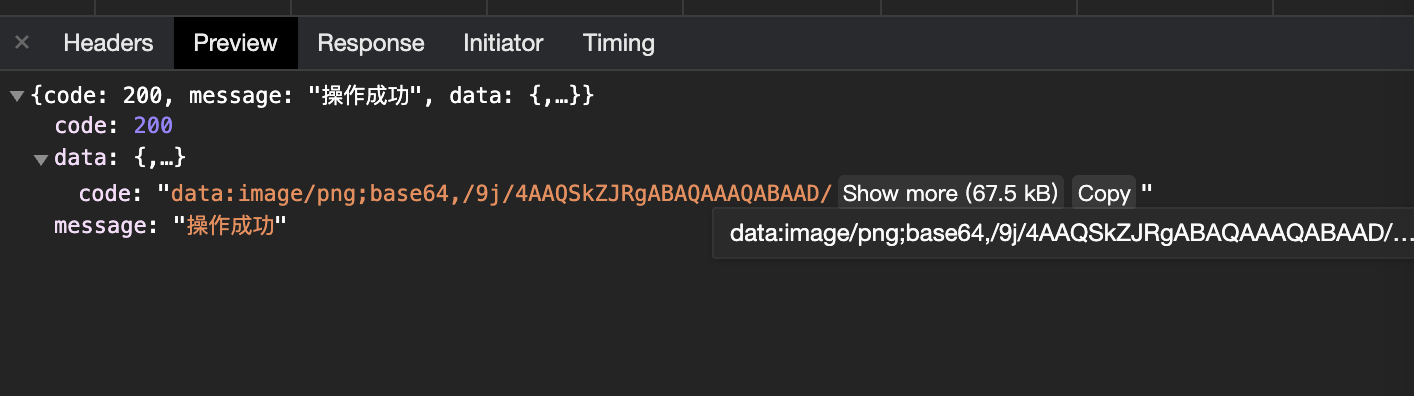 × Headers Preview Response Initiator Timing
▼{code: 200, message: "操作成功", data: {,…}}
code: 200
▼data: {,…}
code: "data:image/png;base64,/9j/4AAQSkZJRgABAQAAAQABAAD/ Show more (67.5 kB) Copy "
data:image/png;base64,/9j/4AAQSkZJRgABAQAAAQABAAD/…
message: "操作成功"